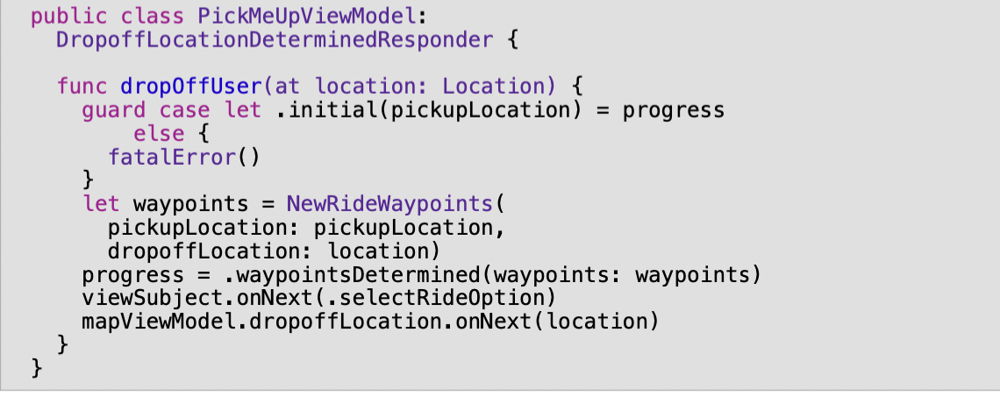 public class PickMeUpViewModel:
  DropoffLocationDeterminedResponder {

  func dropOffUser(at location: Location) {
    guard case let .initial(pickupLocation) = progress
        else {
      fatalError()
    }
    let waypoints = NewRideWaypoints(
      pickupLocation: pickupLocation,
      dropoffLocation: location)
    progress = .waypointsDetermined(waypoints: waypoints)
    viewSubject.onNext(.selectRideOption)
    mapViewModel.dropoffLocation.onNext(location)
  }
}